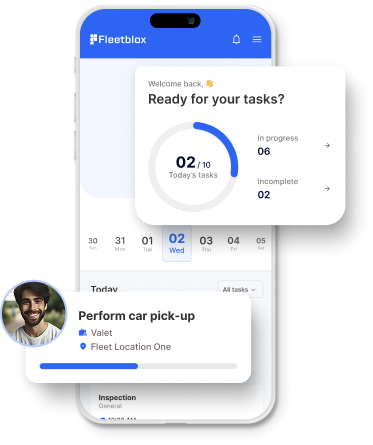 Fleetblox
Welcome back, 👋
Ready for your tasks?
02 / 10
Today's tasks
In progress
06
Incomplete
02
30 31 01 02 03 04 05
Sun Mon Tue Wed Thu Fri Sat
Today
All tasks
Perform car pick-up
Valet
Fleet Location One
Inspection
General